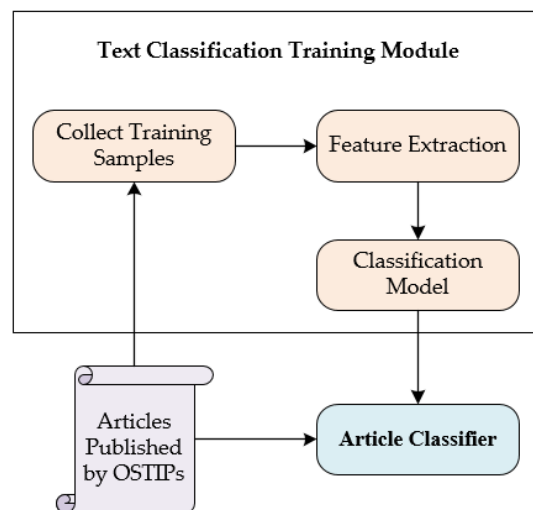 Text Classification Training Module
Collect Training
Samples
Feature Extraction
Classification
Model
Articles
Published
by OSTIPs
Article Classifier